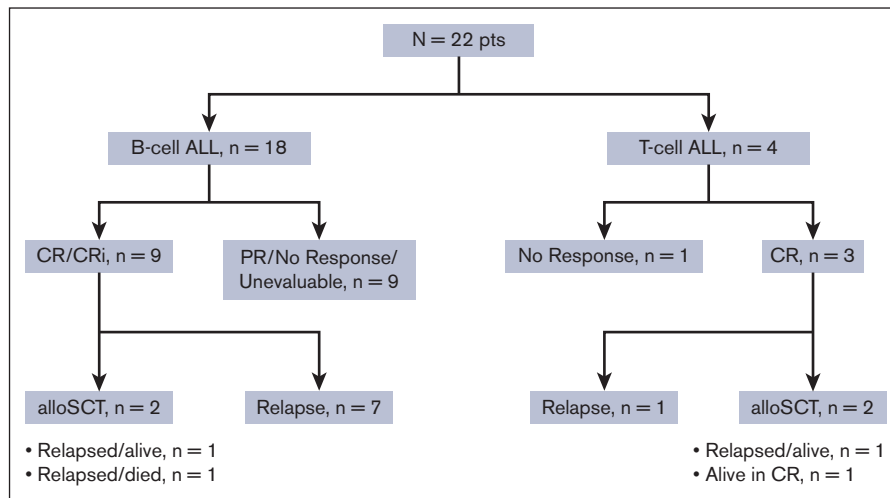 N = 22 pts
B-cell ALL, n = 18
T-cell ALL, n = 4
CR/CRi, n = 9
PR/No Response/
Unevaluable, n = 9
No Response, n = 1
CR, n = 3
alloSCT, n = 2
Relapse, n = 7
Relapse, n = 1
alloSCT, n = 2
• Relapsed/alive, n = 1
• Relapsed/died, n = 1
• Relapsed/alive, n = 1
• Alive in CR, n = 1